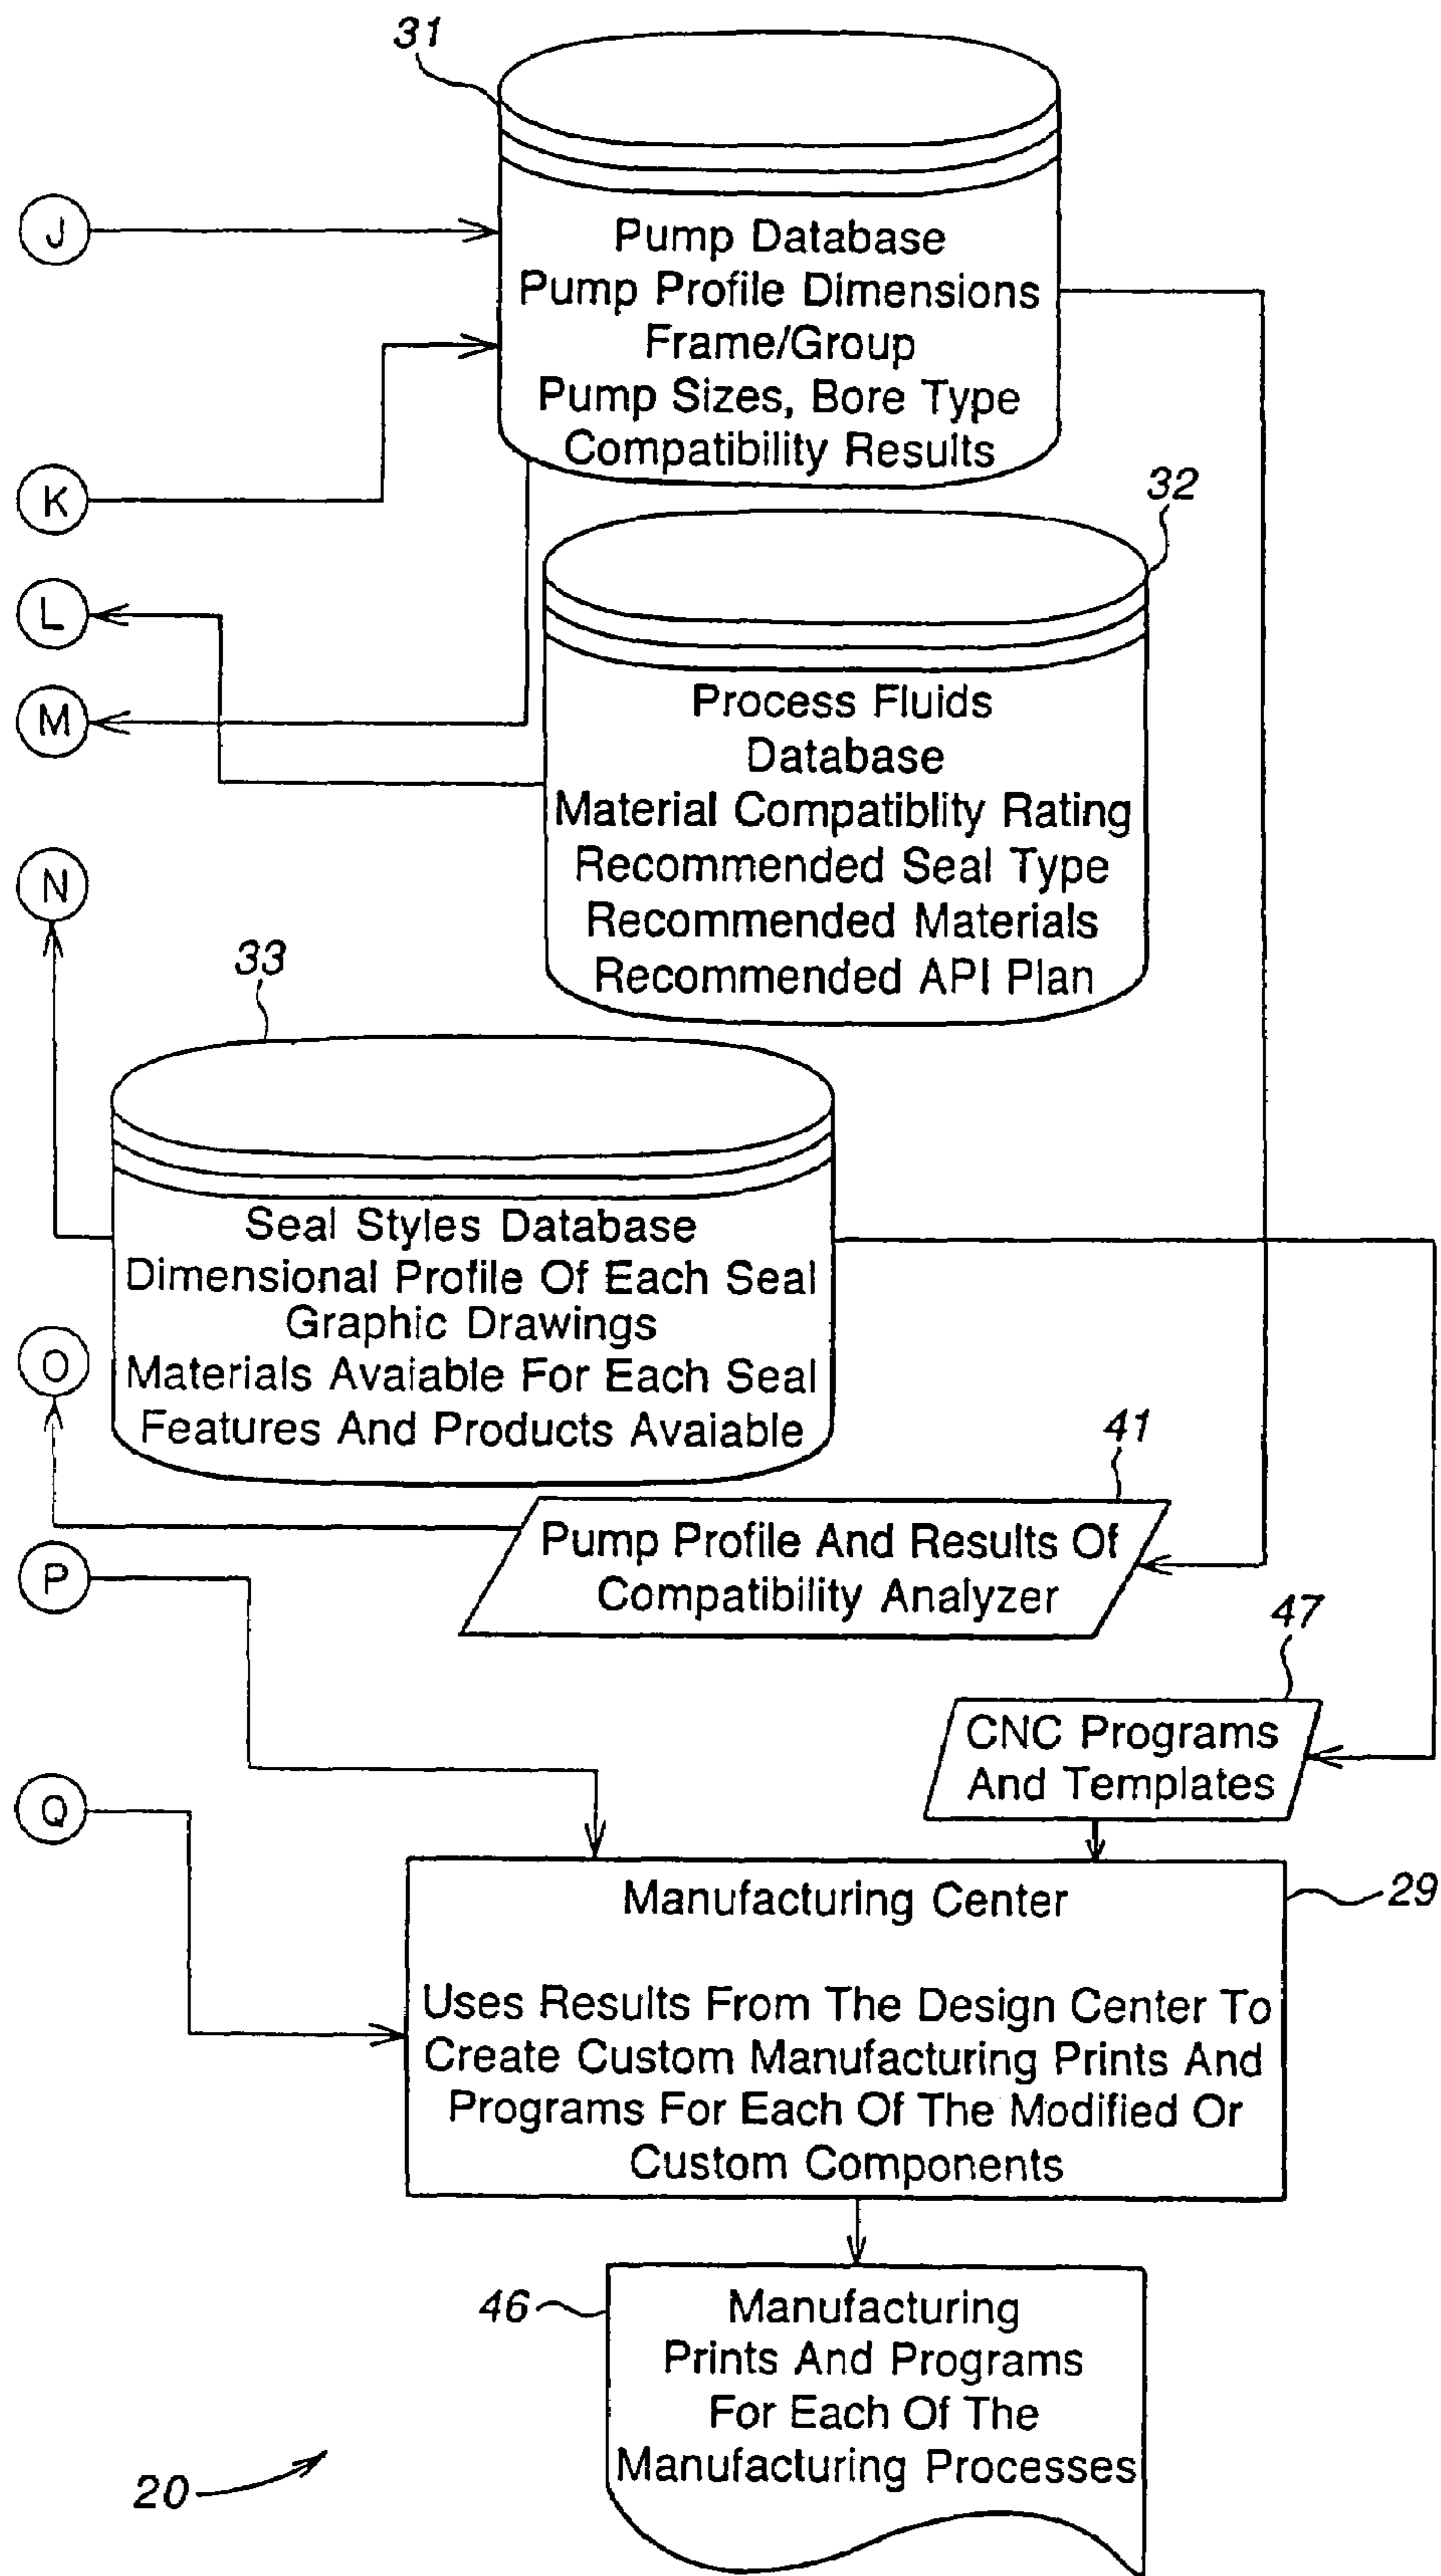 31
J
Pump Database
Pump Profile Dimensions
Frame/Group
Pump Sizes, Bore Type
Compatibility Results
K
32
L
M
Process Fluids
Database
Material Compatiblity Rating
Recommended Seal Type
Recommended Materials
Recommended API Plan
N
33
Seal Styles Database
Dimensional Profile Of Each Seal
Graphic Drawings
Materials Avaiable For Each Seal
Features And Products Avaiable
O
41
Pump Profile And Results Of
Compatibility Analyzer
P
47
CNC Programs
And Templates
Q
Manufacturing Center
29
Uses Results From The Design Center To
Create Custom Manufacturing Prints And
Programs For Each Of The Modified Or
Custom Components
46
Manufacturing
Prints And Programs
For Each Of The
Manufacturing Processes
20